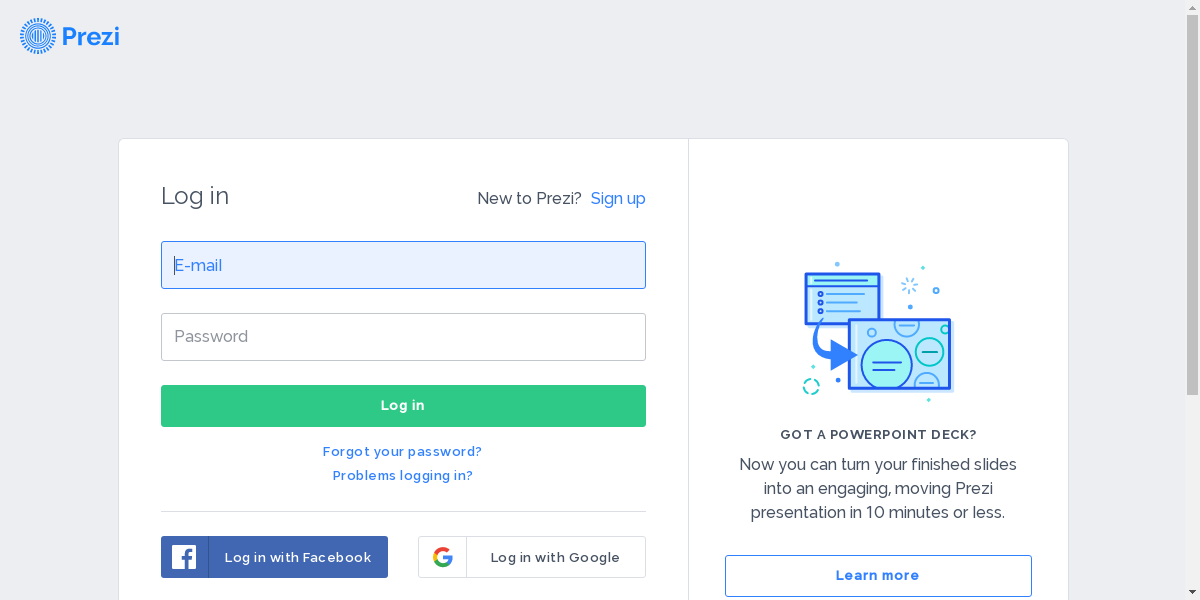 Prezi
Log in
New to Prezi? Sign up
E-mail
Password
Log in
Forgot your password?
Problems logging in?
Log in with Facebook
Log in with Google
GOT A POWERPOINT DECK?
Now you can turn your finished slides
into an engaging, moving Prezi
presentation in 10 minutes or less.
Learn more